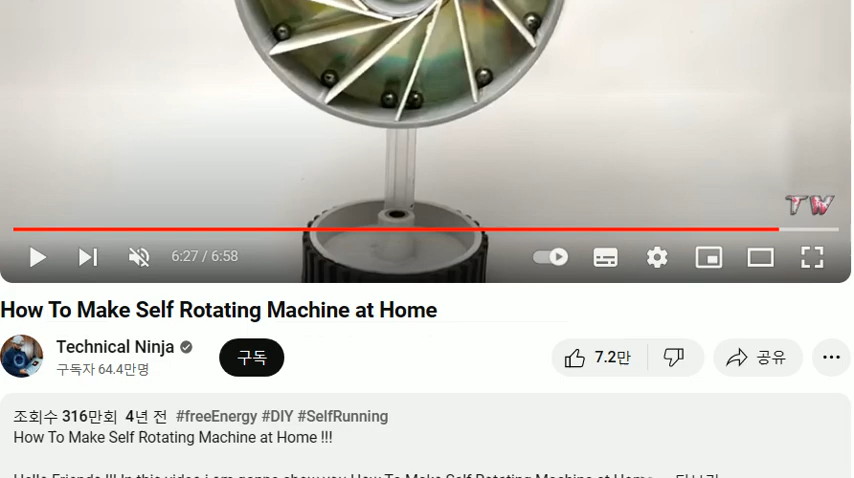 TW
6:27 / 6:58
How To Make Self Rotating Machine at Home
Technical Ninja
구독자 64.4만명
구독
7.2만
공유
조회수 316만회 4년 전 #freeEnergy #DIY #SelfRunning
How To Make Self Rotating Machine at Home !!!
Hello Friends !!! In this video i am gonna show you How To Make Self Rotating Machine at Home